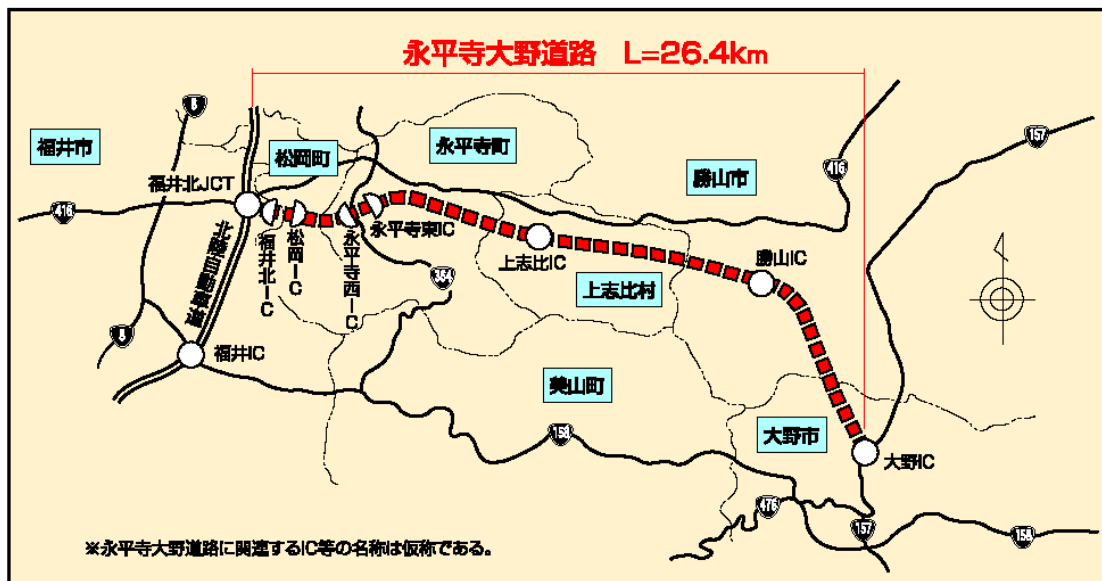 永平寺大野道路 L=26.4km
8
157
福井市
松岡町
永平寺町
勝山市
416
福井北JCT
416
北陸自動車道
福井北IC
松岡IC
永平寺西IC
永平寺東IC
上志比IC
勝山IC
364
上志比村
8
福井IC
美山町
158
大野市
大野IC
476
157
158
※永平寺大野道路に関連するIC等の名称は仮称である。